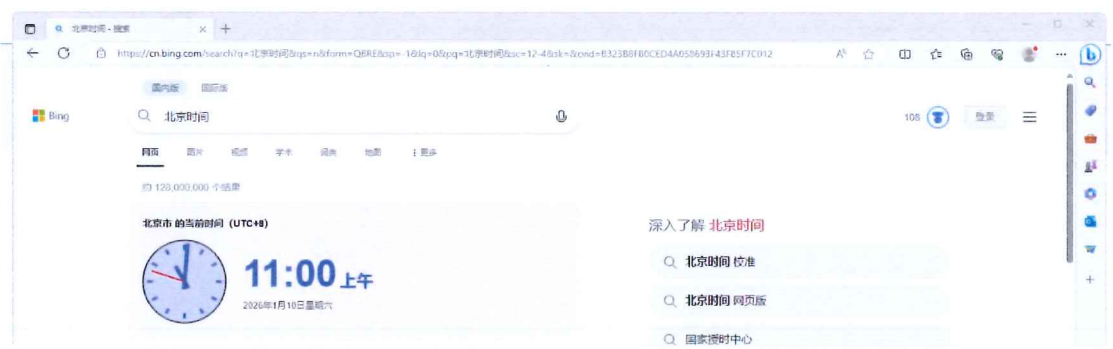 北京时间 - 搜索
https://cn.bing.com/search?q=北京时间&qs=n&form=QBRE&sp=-1&lq=0&pq=北京时间&sc=12-4&sk=&cvid=
国内版 国际版
Bing
北京时间
108
登录
网页 图片 视频 学术 词典 地图 更多
约 128,000,000 个结果
北京市 的当前时间 (UTC+8)
11:00 上午
2026年1月10日星期六
深入了解 北京时间
北京时间 校准
北京时间 网页版
国家授时中心